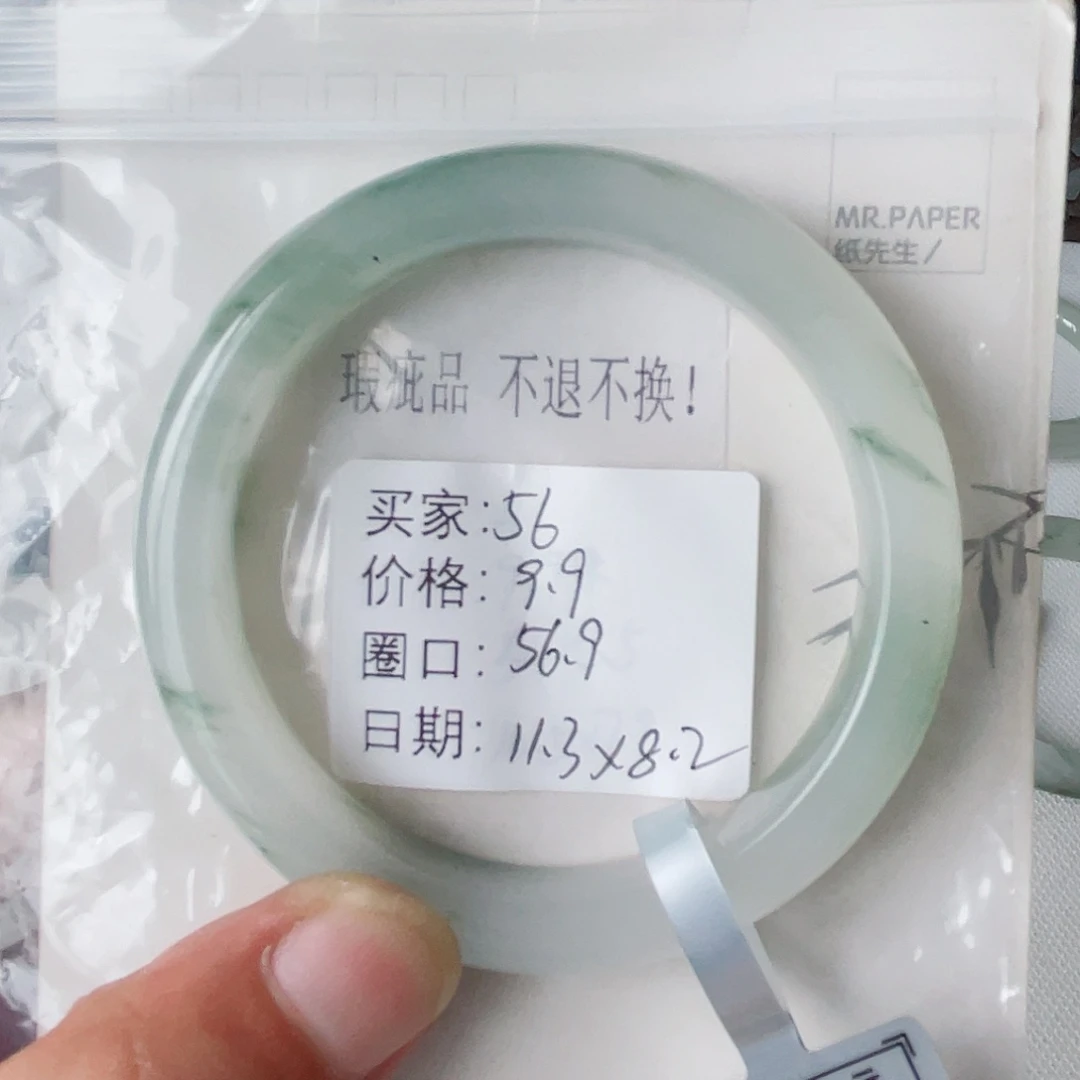 MR.PAPER
纸先生/
瑕疵品 不退不换!
买家:56
价格:9.9
圈口:56.9
日期:11.3x8.2